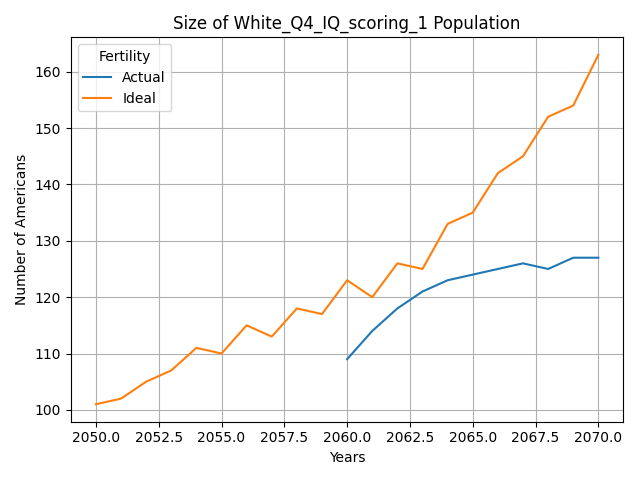 Size of White_Q4_IQ_scoring_1 Population
Fertility
Actual
Ideal
Number of Americans
160
150
140
130
120
110
100
2050.0 2052.5 2055.0 2057.5 2060.0 2062.5 2065.0 2067.5 2070.0
Years